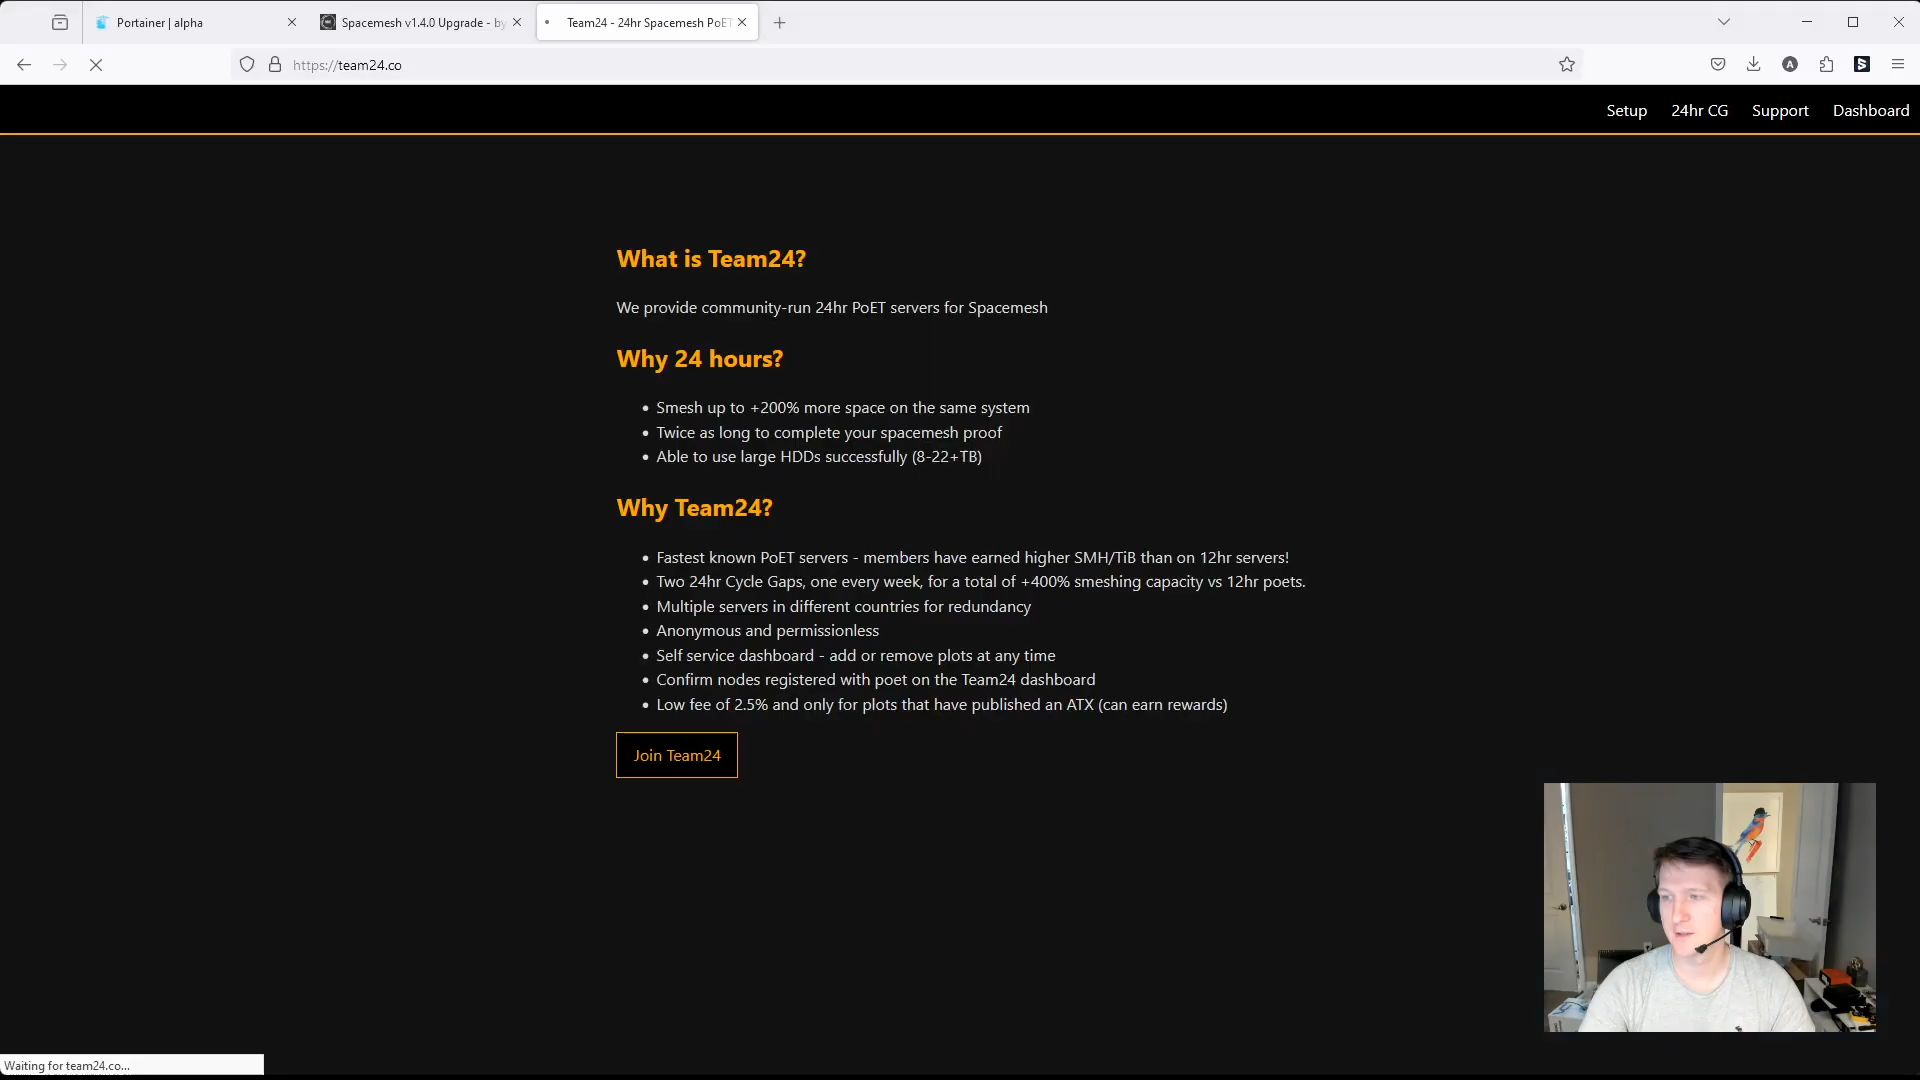 Portainer | alpha
Spacemesh v1.4.0 Upgrade - by
Team24 - 24hr Spacemesh PoET
https://team24.co
Setup
24hr CG
Support
Dashboard
What is Team24?
We provide community-run 24hr PoET servers for Spacemesh
Why 24 hours?
• Smesh up to +200% more space on the same system
• Twice as long to complete your spacemesh proof
• Able to use large HDDs successfully (8-22+TB)
Why Team24?
• Fastest known PoET servers - members have earned higher SMH/TiB than on 12hr servers!
• Two 24hr Cycle Gaps, one every week, for a total of +400% smeshing capacity vs 12hr poets.
• Multiple servers in different countries for redundancy
• Anonymous and permissionless
• Self service dashboard - add or remove plots at any time
• Confirm nodes registered with poet on the Team24 dashboard
• Low fee of 2.5% and only for plots that have published an ATX (can earn rewards)
Join Team24
Waiting for team24.co...